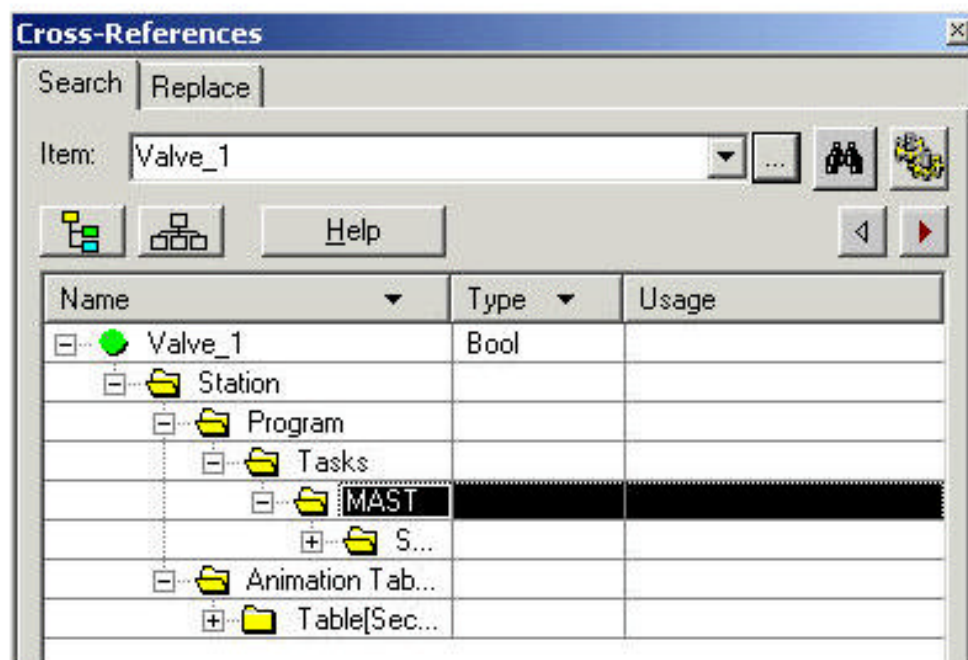 Cross-References
Search Replace
Item: Valve_1 ...
Help
Name Type Usage
Valve_1 Bool
Station
Program
Tasks
MAST
S...
Animation Tab...
Table[Sec...